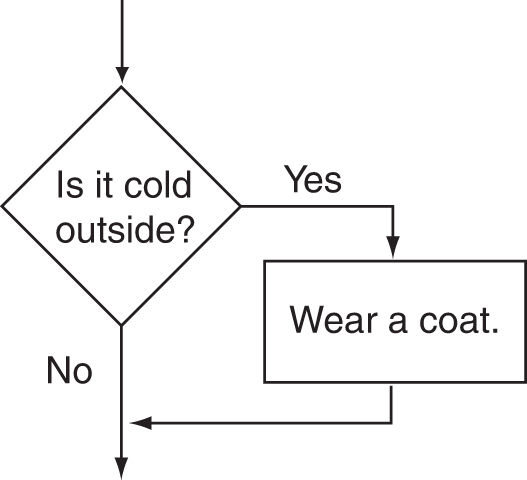 Is it cold
outside?
Yes
Wear a coat.
No